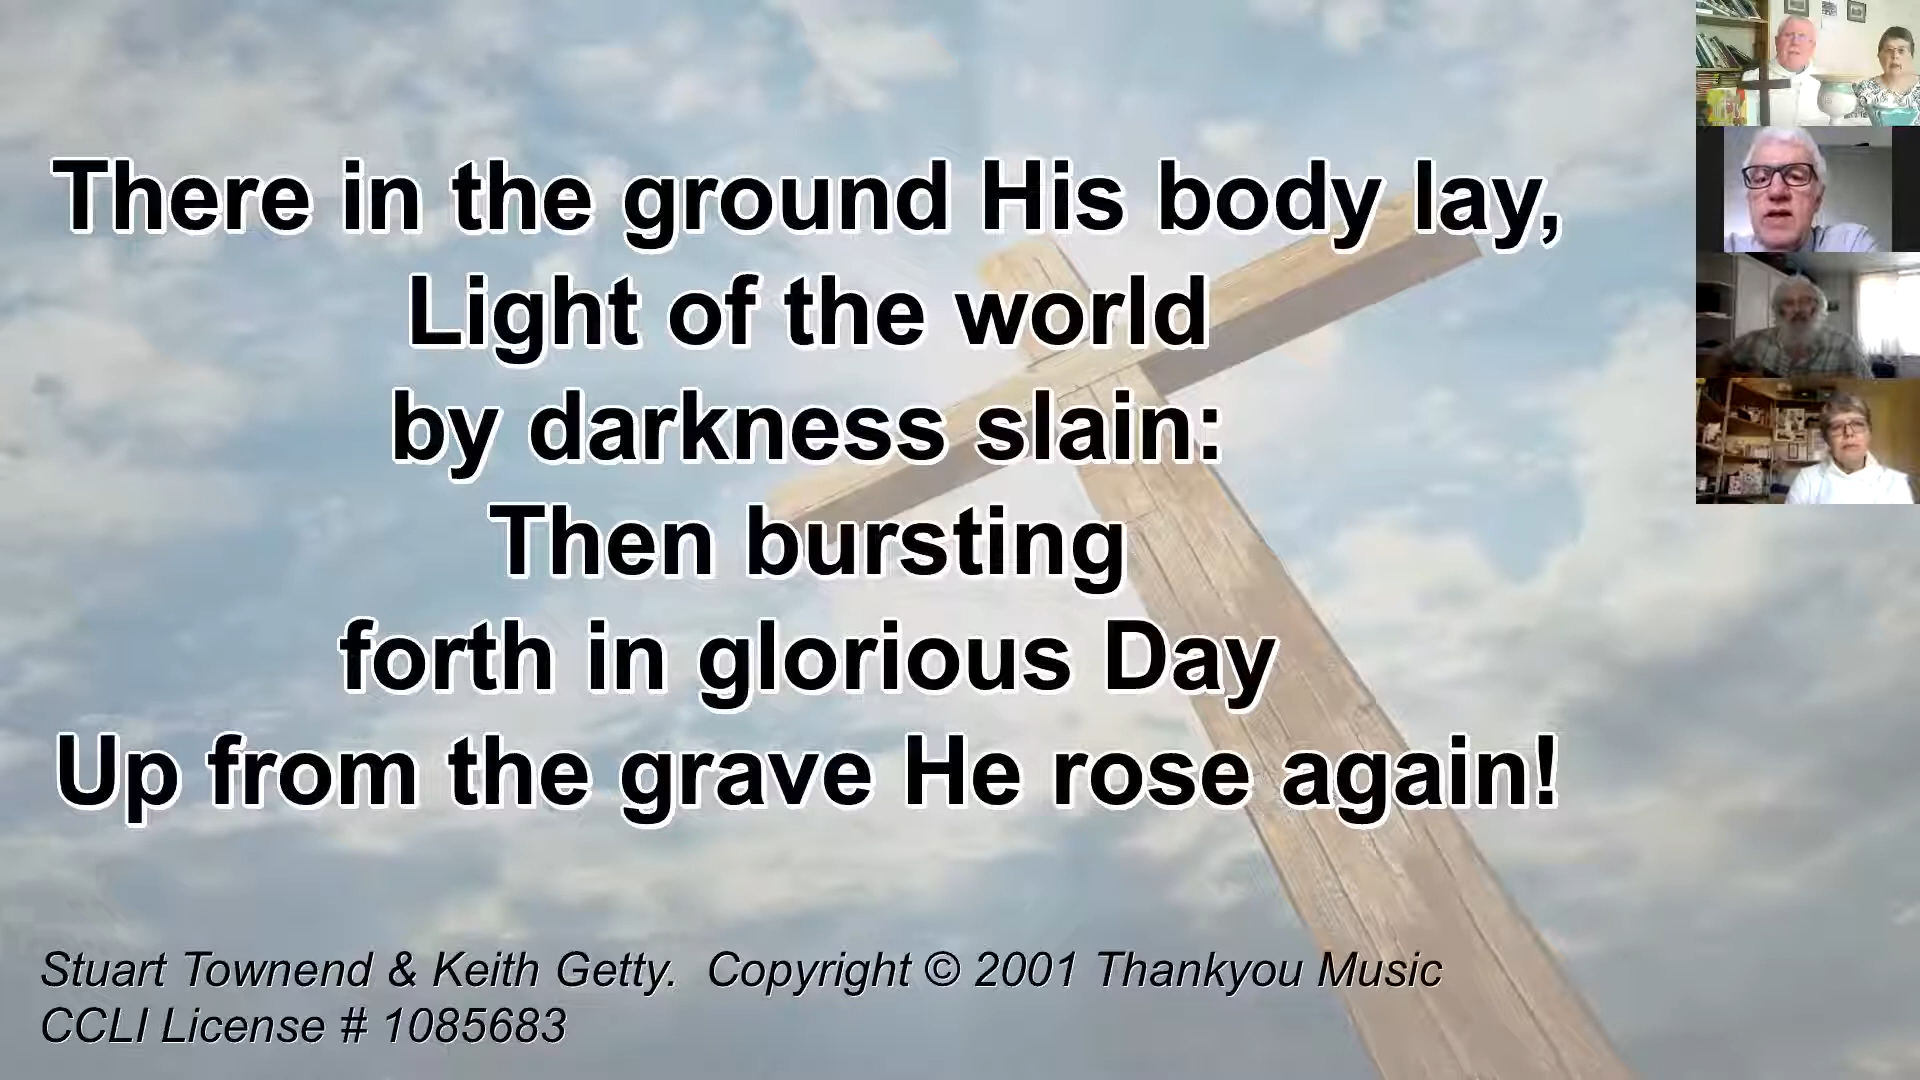 There in the ground His body lay,
Light of the world
by darkness slain:
Then bursting
forth in glorious Day
Up from the grave He rose again!
Stuart Townend & Keith Getty.  Copyright © 2001 Thankyou Music
CCLI License # 1085683